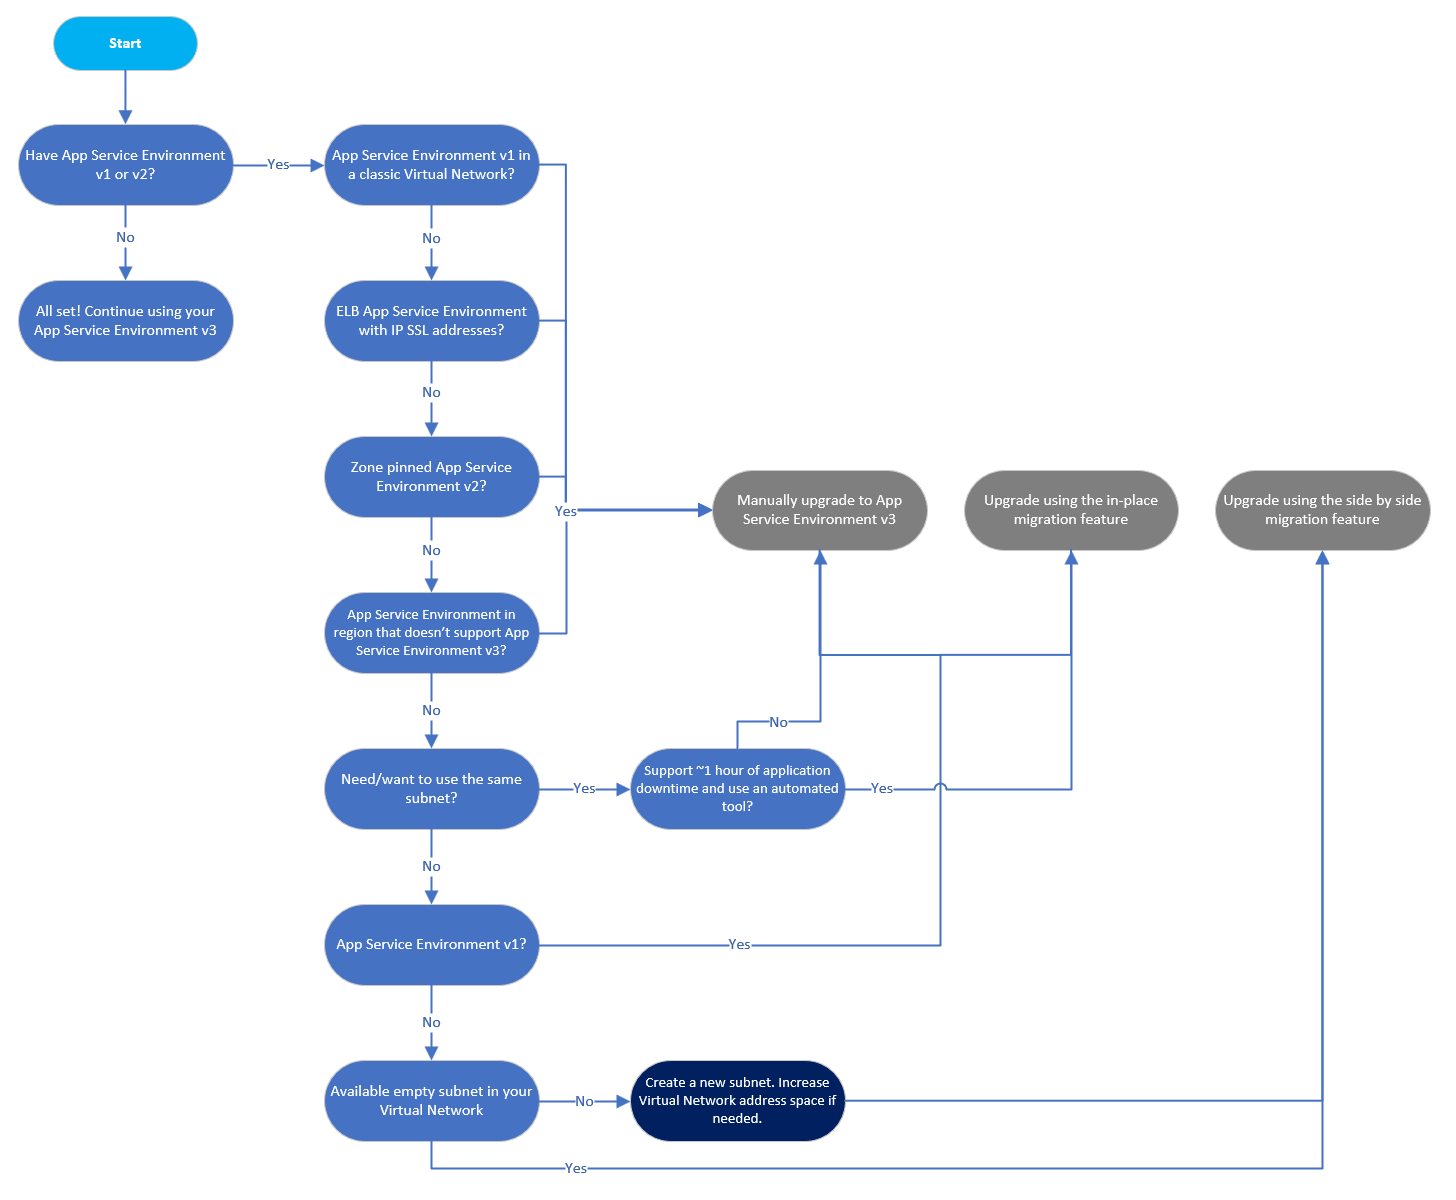 Start
Have App Service Environment
v1 or v2?
Yes
App Service Environment v1 in
a classic Virtual Network?
No
No
All set! Continue using your
App Service Environment v3
ELB App Service Environment
with IP SSL addresses?
No
Zone pinned App Service
Environment v2?
Yes
Manually upgrade to App
Service Environment v3
Upgrade using the in-place
migration feature
Upgrade using the side by side
migration feature
No
App Service Environment in
region that doesn’t support App
Service Environment v3?
No
No
Need/want to use the same
subnet?
Yes
Support ~1 hour of application
downtime and use an automated
tool?
Yes
No
App Service Environment v1?
Yes
No
Available empty subnet in your
Virtual Network
No
Create a new subnet. Increase
Virtual Network address space if
needed.
Yes